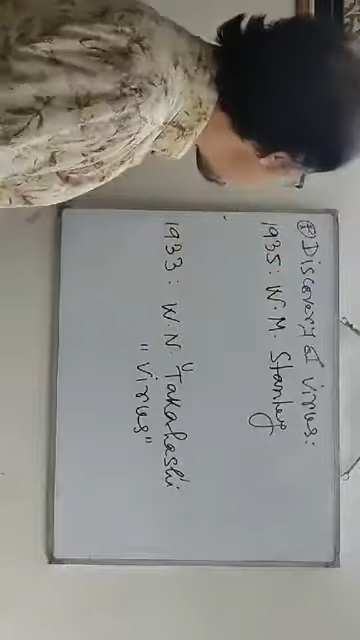 ⊕ Discovery of virus:
1935: W.M. Stanley
1933: W.N. Takahashi
"virus"